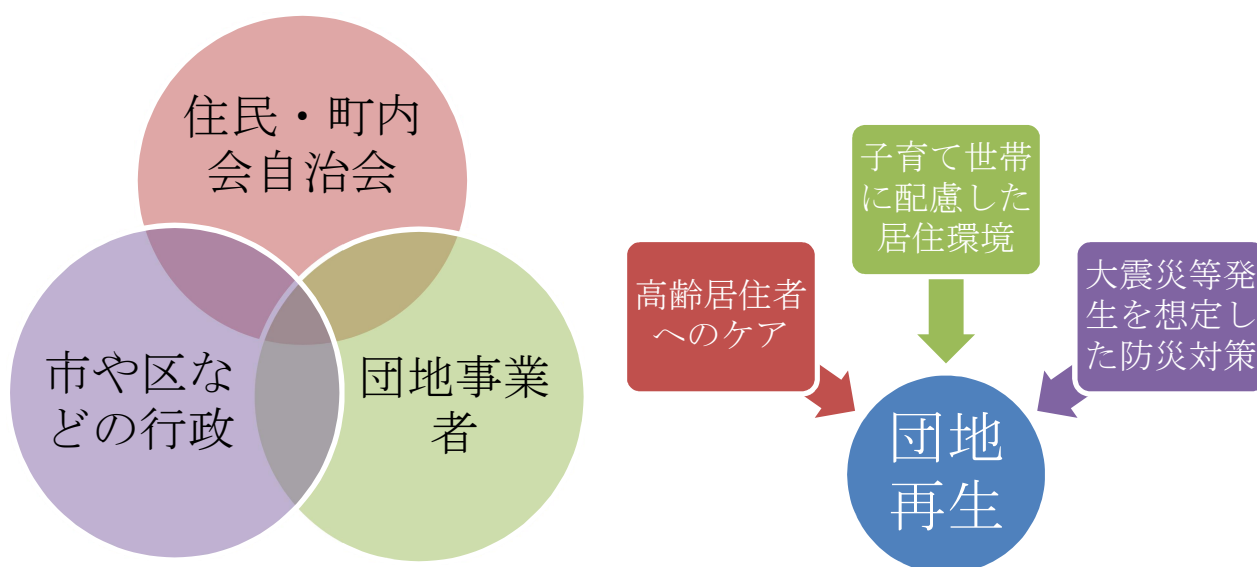 住民・町内
会自治会
市や区な
どの行政
団地事業
者
子育て世帯
に配慮した
居住環境
高齢居住者
へのケア
大震災等発
生を想定し
た防災対策
団地
再生